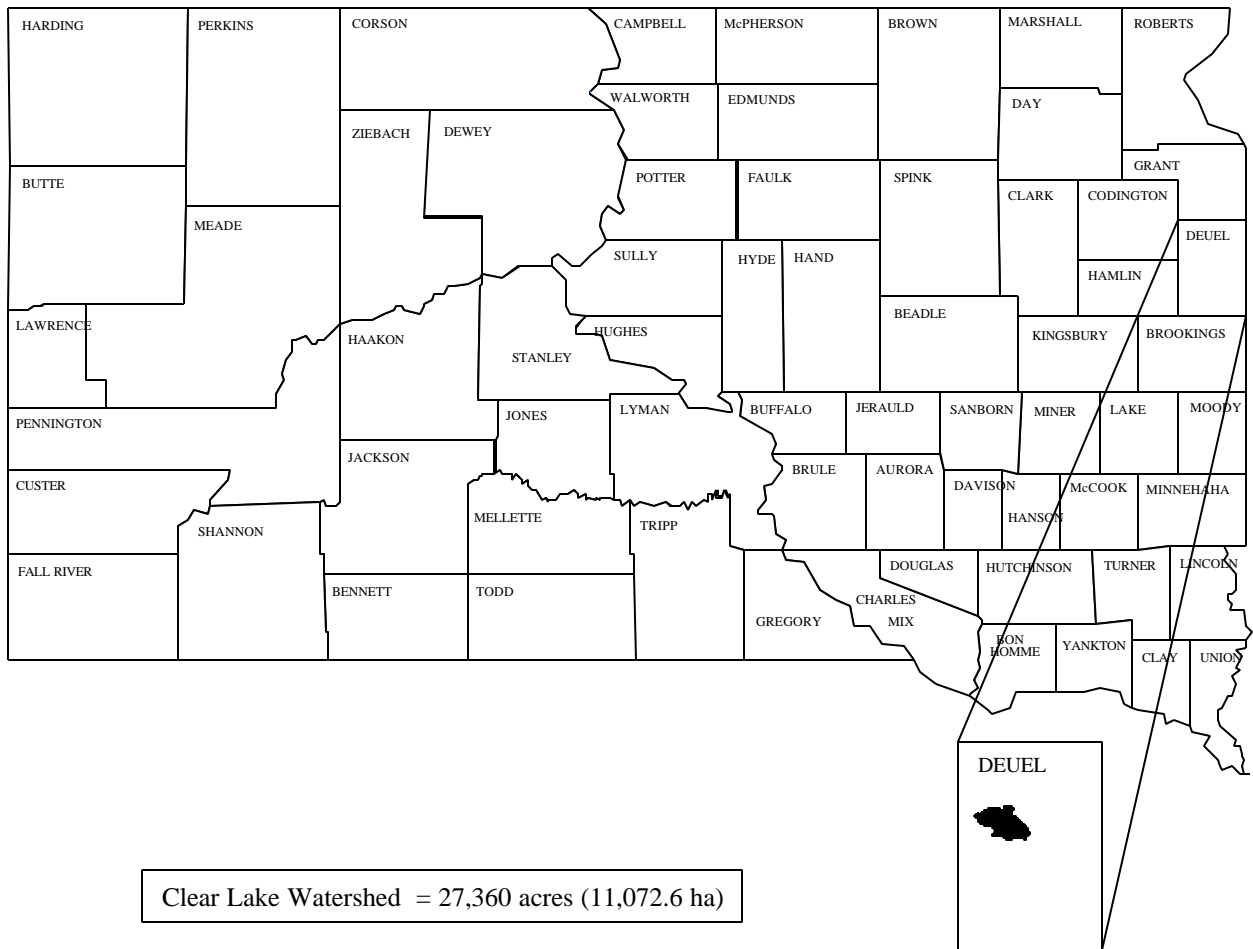 HARDING
PERKINS
CORSON
CAMPBELL
McPHERSON
BROWN
MARSHALL
ROBERTS
WALWORTH
EDMUNDS
DAY
ZIEBACH
DEWEY
GRANT
BUTTE
POTTER
FAULK
SPINK
CLARK
CODINGTON
MEADE
DEUEL
SULLY
HYDE
HAND
HAMLIN
LAWRENCE
HAAKON
STANLEY
HUGHES
BEADLE
KINGSBURY
BROOKINGS
PENNINGTON
JONES
LYMAN
BUFFALO
JERAULD
SANBORN
MINER
LAKE
MOODY
CUSTER
JACKSON
BRULE
AURORA
DAVISON
HANSON
McCOOK
MINNEHAHA
SHANNON
MELLETTE
TRIPP
FALL RIVER
BENNETT
TODD
GREGORY
CHARLES
MIX
DOUGLAS
HUTCHINSON
TURNER
LINCOLN
BON
HOMME
YANKTON
CLAY
UNION
DEUEL
Clear Lake Watershed = 27,360 acres (11,072.6 ha)